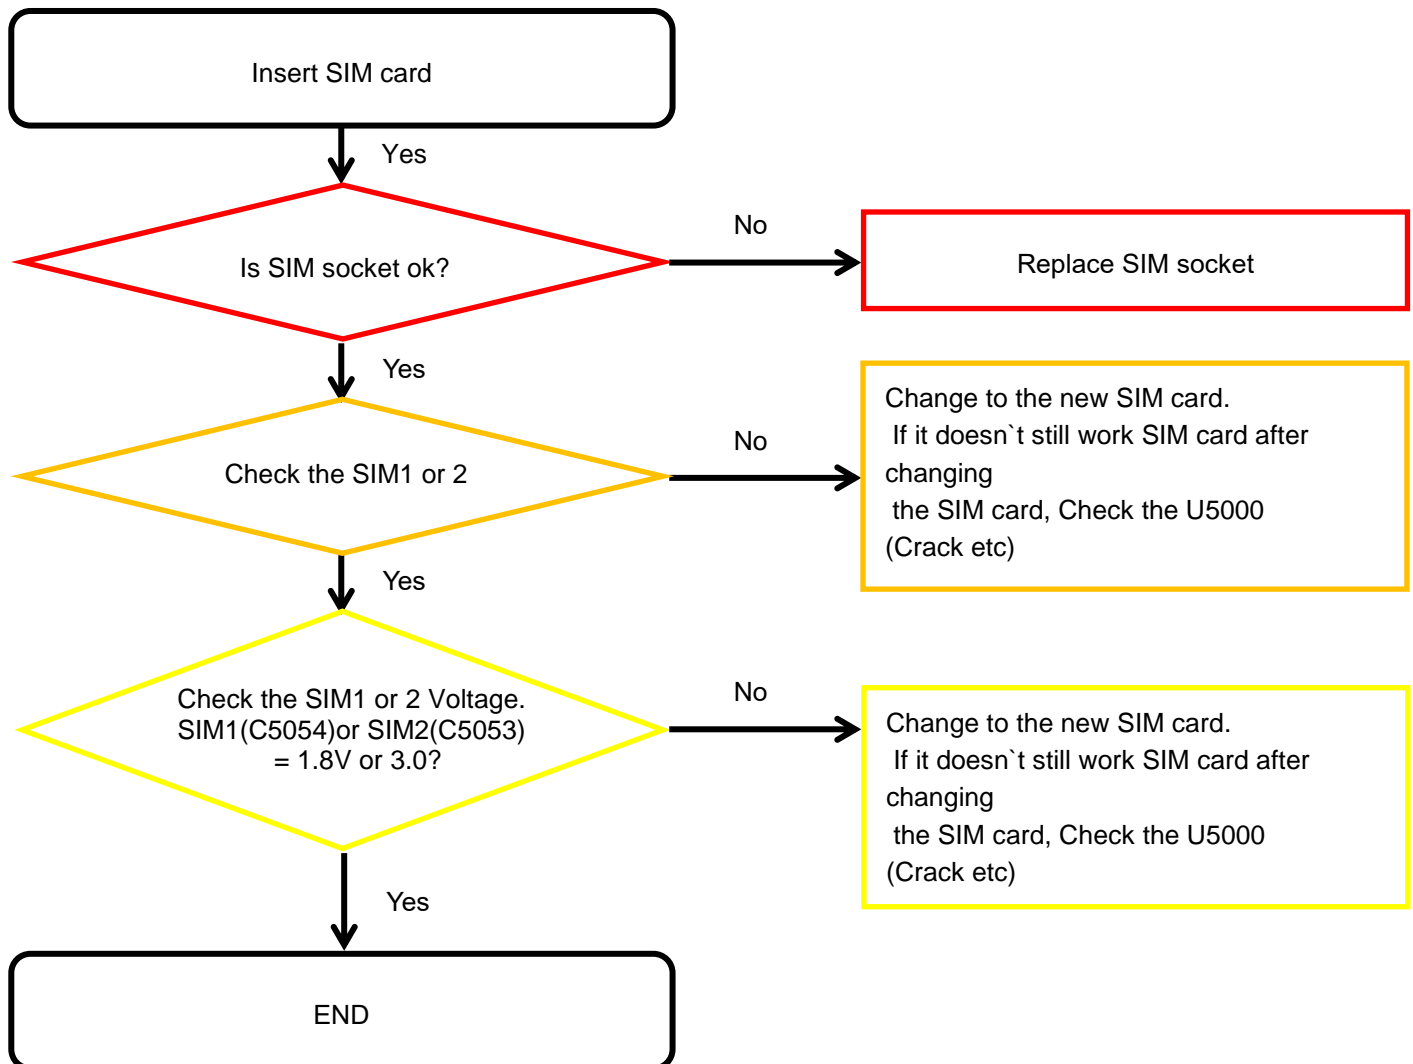 Insert SIM card
Yes
Is SIM socket ok?
No
Replace SIM socket
Yes
Check the SIM1 or 2
No
Change to the new SIM card.
If it doesn`t still work SIM card after
changing
the SIM card, Check the U5000
(Crack etc)
Yes
Check the SIM1 or 2 Voltage.
SIM1(C5054)or SIM2(C5053)
= 1.8V or 3.0?
No
Change to the new SIM card.
If it doesn`t still work SIM card after
changing
the SIM card, Check the U5000
(Crack etc)
Yes
END